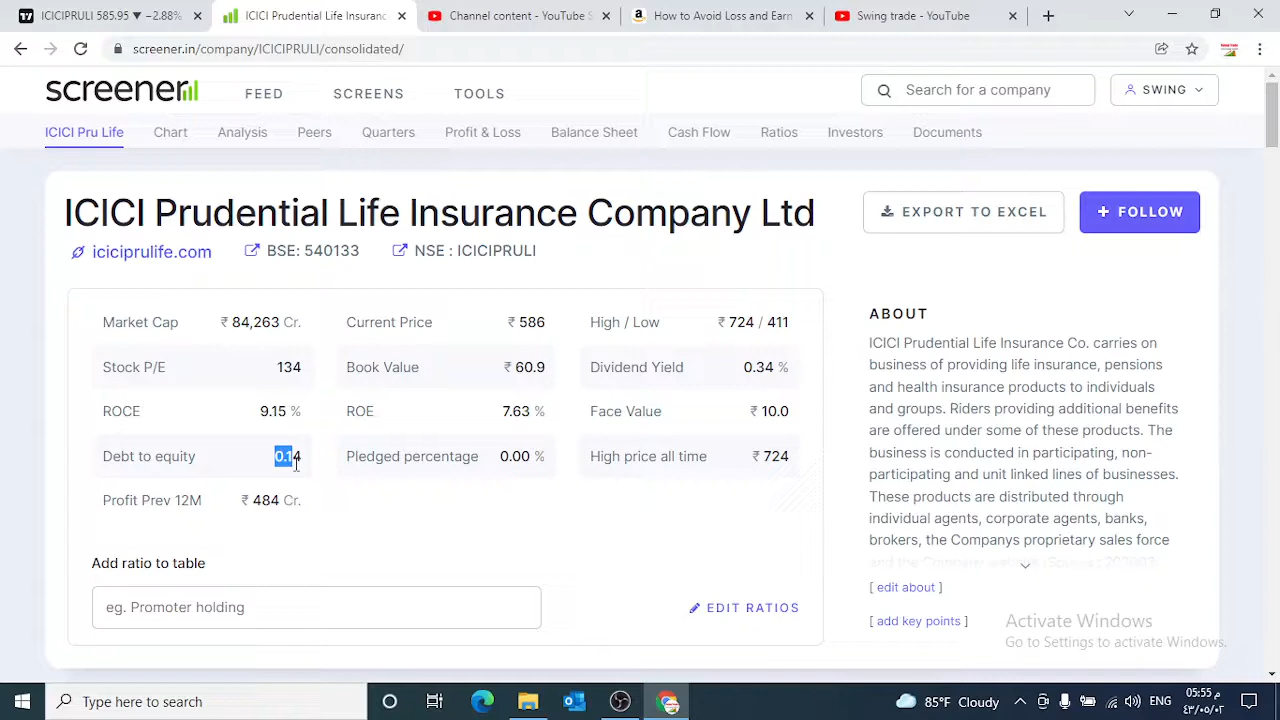 ICICIPRULI 585.95 ▼ −2.88% ×
ICICI Prudential Life Insuranc ×
Channel content - YouTube S ×
How to Avoid Loss and Earn ×
Swing trade - YouTube ×
screener.in/company/ICICIPRULI/consolidated/
screener FEED SCREENS TOOLS Search for a company SWING
ICICI Pru Life Chart Analysis Peers Quarters Profit & Loss Balance Sheet Cash Flow Ratios Investors Documents
ICICI Prudential Life Insurance Company Ltd
EXPORT TO EXCEL
+ FOLLOW
iciciprulife.com BSE: 540133 NSE : ICICIPRULI
Market Cap ₹ 84,263 Cr. Current Price ₹ 586 High / Low ₹ 724 / 411
Stock P/E 134 Book Value ₹ 60.9 Dividend Yield 0.34 %
ROCE 9.15 % ROE 7.63 % Face Value ₹ 10.0
Debt to equity 0.14 Pledged percentage 0.00 % High price all time ₹ 724
Profit Prev 12M ₹ 484 Cr.
Add ratio to table
eg. Promoter holding
EDIT RATIOS
ABOUT
ICICI Prudential Life Insurance Co. carries on
business of providing life insurance, pensions
and health insurance products to individuals
and groups. Riders providing additional benefits
are offered under some of these products. The
business is conducted in participating, non-
participating and unit linked lines of businesses.
These products are distributed through
individual agents, corporate agents, banks,
brokers, the Companys proprietary sales force
[ edit about ]
[ add key points ]
Activate Windows
Go to Settings to activate Windows.
Type here to search
85°F Cloudy
ENG
05:55 م